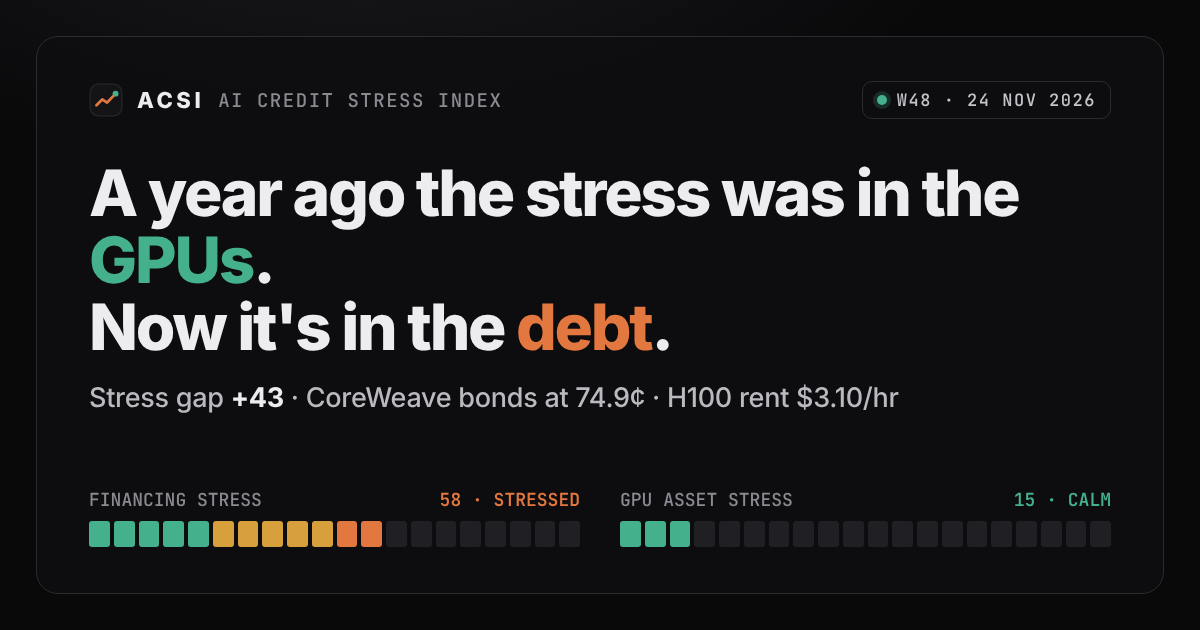 ACSI AI CREDIT STRESS INDEX
W48 · 24 NOV 2026
A year ago the stress was in the
GPUs.
Now it's in the debt.
Stress gap +43 · CoreWeave bonds at 74.9¢ · H100 rent $3.10/hr
FINANCING STRESS
58 · STRESSED
GPU ASSET STRESS
15 · CALM